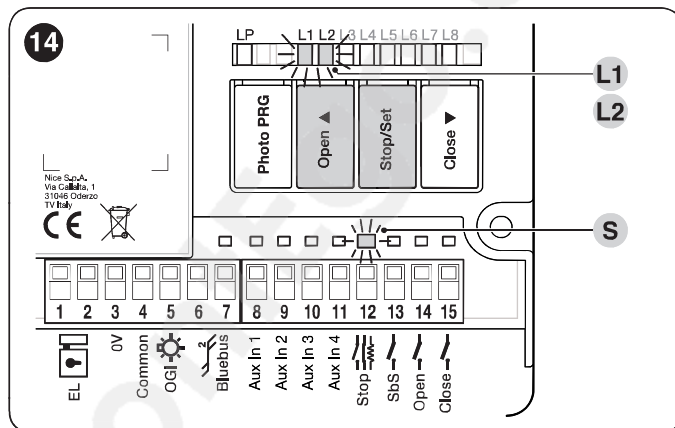 14
LP L1 L2 L3 L4 L5 L6 L7 L8
L1
L2
Photo PRG
Open ▲
Stop/Set
Close ▼
Nice S.p.A.
Via Callalta, 1
31046 Oderzo
TV Italy
CE
S
1 2 3 4 5 6 7 8 9 10 11 12 13 14 15
EL
0V
Common
OGI
2
Bluebus
Aux In 1
Aux In 2
Aux In 3
Aux In 4
Stop
SbS
Open
Close